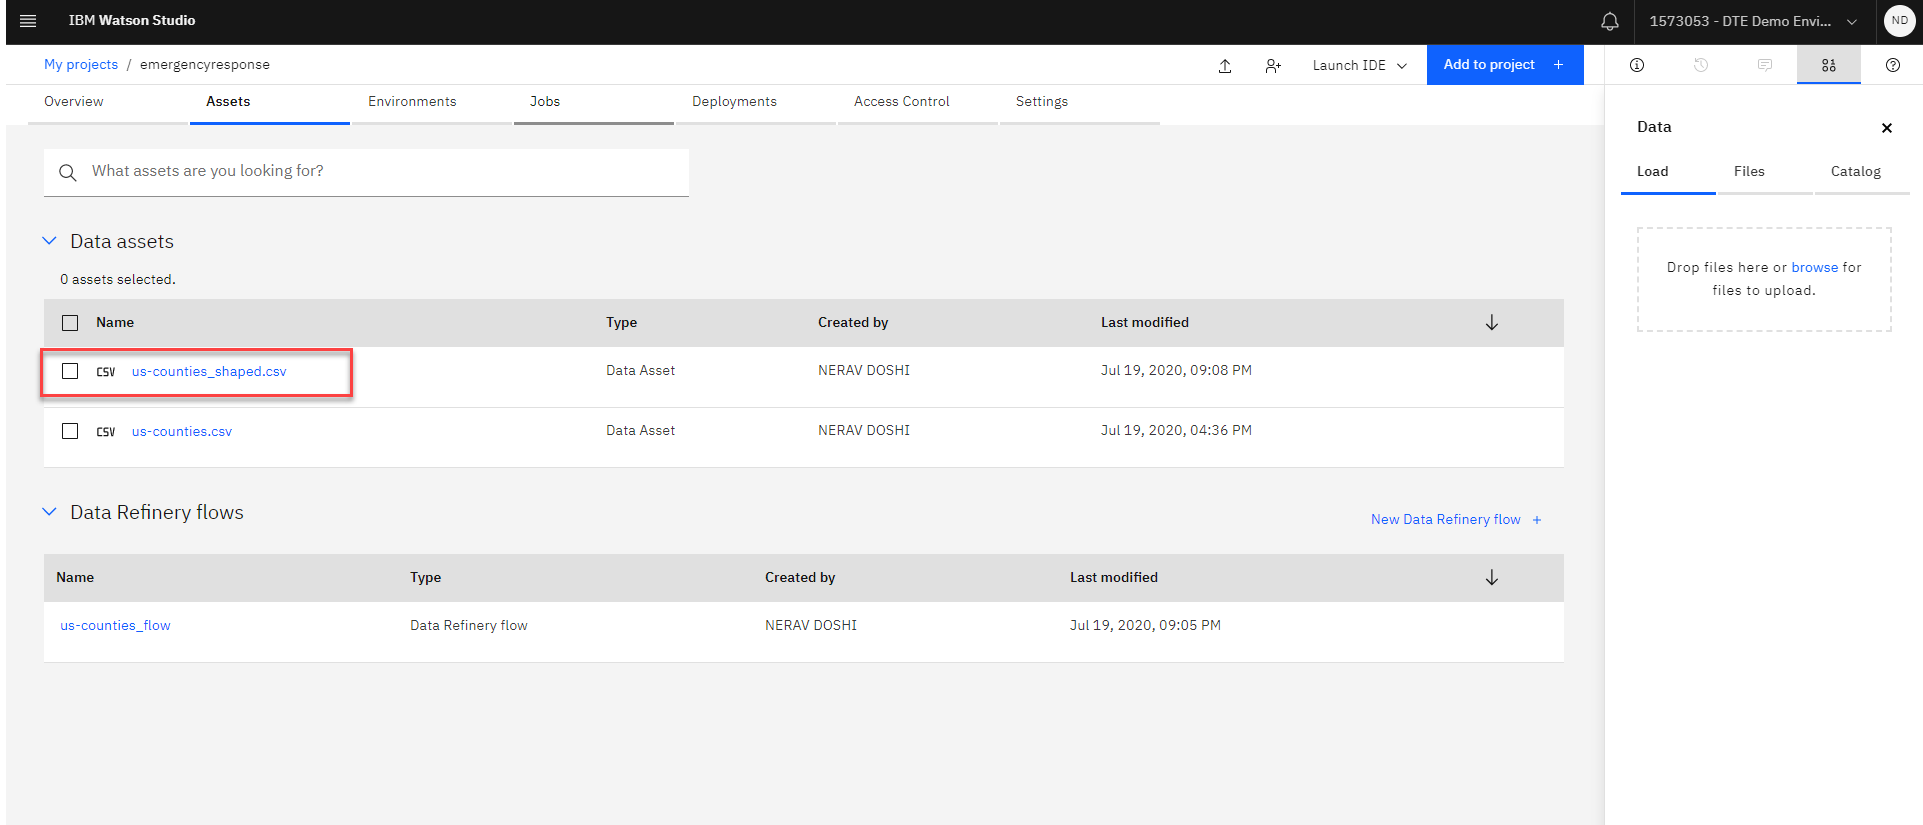 IBM Watson Studio
1573053 - DTE Demo Envi...
ND
My projects / emergencyresponse
Launch IDE
Add to project +
Overview
Assets
Environments
Jobs
Deployments
Access Control
Settings
What assets are you looking for?
Data assets
0 assets selected.
Name Type Created by Last modified
CSV us-counties_shaped.csv Data Asset NERAV DOSHI Jul 19, 2020, 09:08 PM
CSV us-counties.csv Data Asset NERAV DOSHI Jul 19, 2020, 04:36 PM
Data Refinery flows
New Data Refinery flow +
Name Type Created by Last modified
us-counties_flow Data Refinery flow NERAV DOSHI Jul 19, 2020, 09:05 PM
Data
Load Files Catalog
Drop files here or browse for
files to upload.